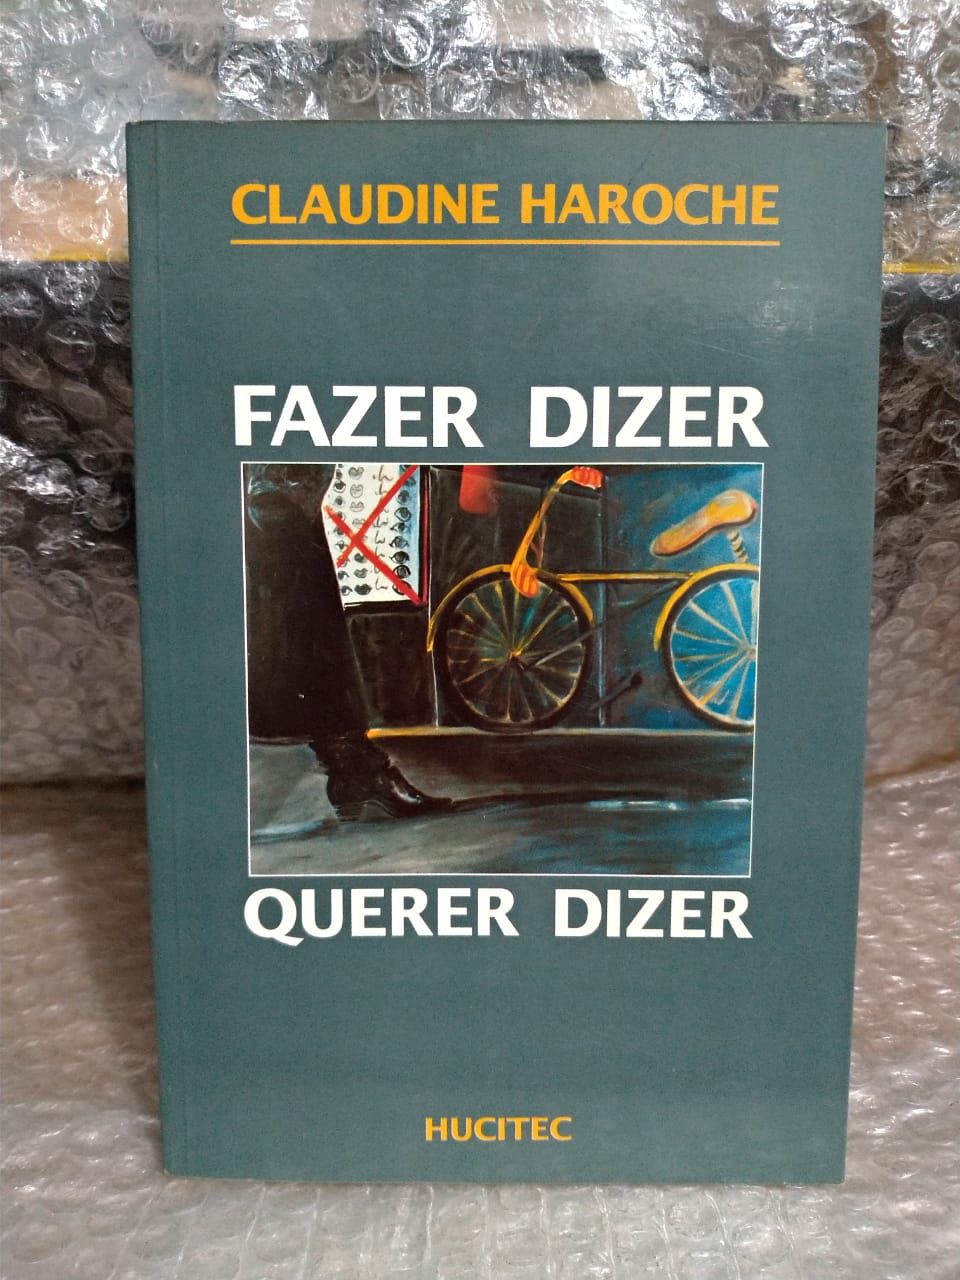 CLAUDINE HAROCHE
FAZER DIZER
QUERER DIZER
HUCITEC